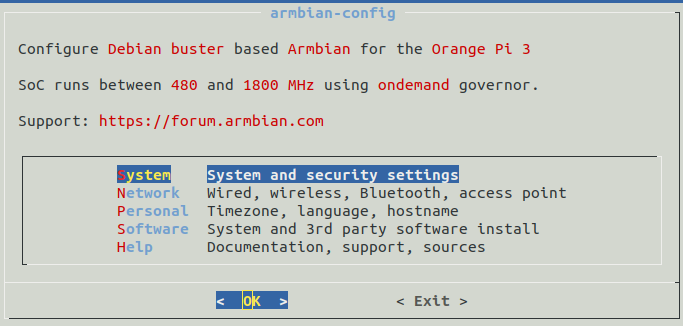 armbian-config
Configure Debian buster based Armbian for the Orange Pi 3
SoC runs between 480 and 1800 MHz using ondemand governor.
Support: https://forum.armbian.com
System System and security settings
Network Wired, wireless, Bluetooth, access point
Personal Timezone, language, hostname
Software System and 3rd party software install
Help Documentation, support, sources
< OK > < Exit >